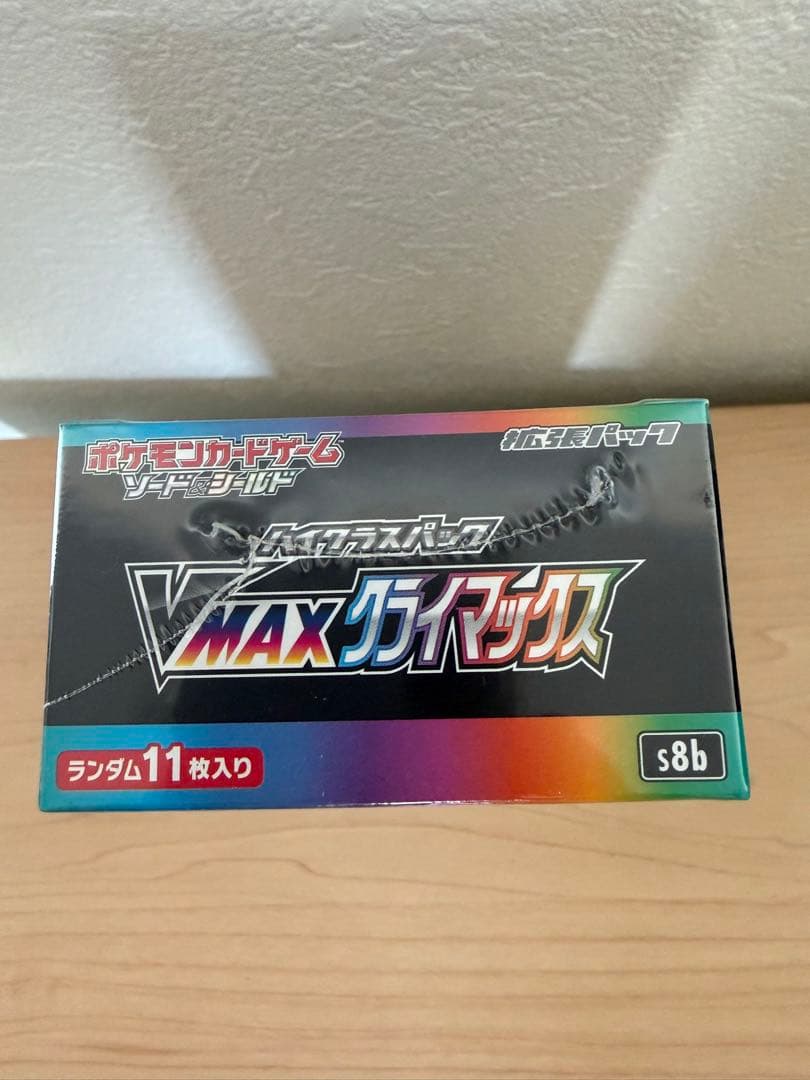 ポケモンカードゲーム™
ソード&シールド
拡張パック
ハイクラスパック
VMAXクライマックス
ランダム11枚入り
s8b